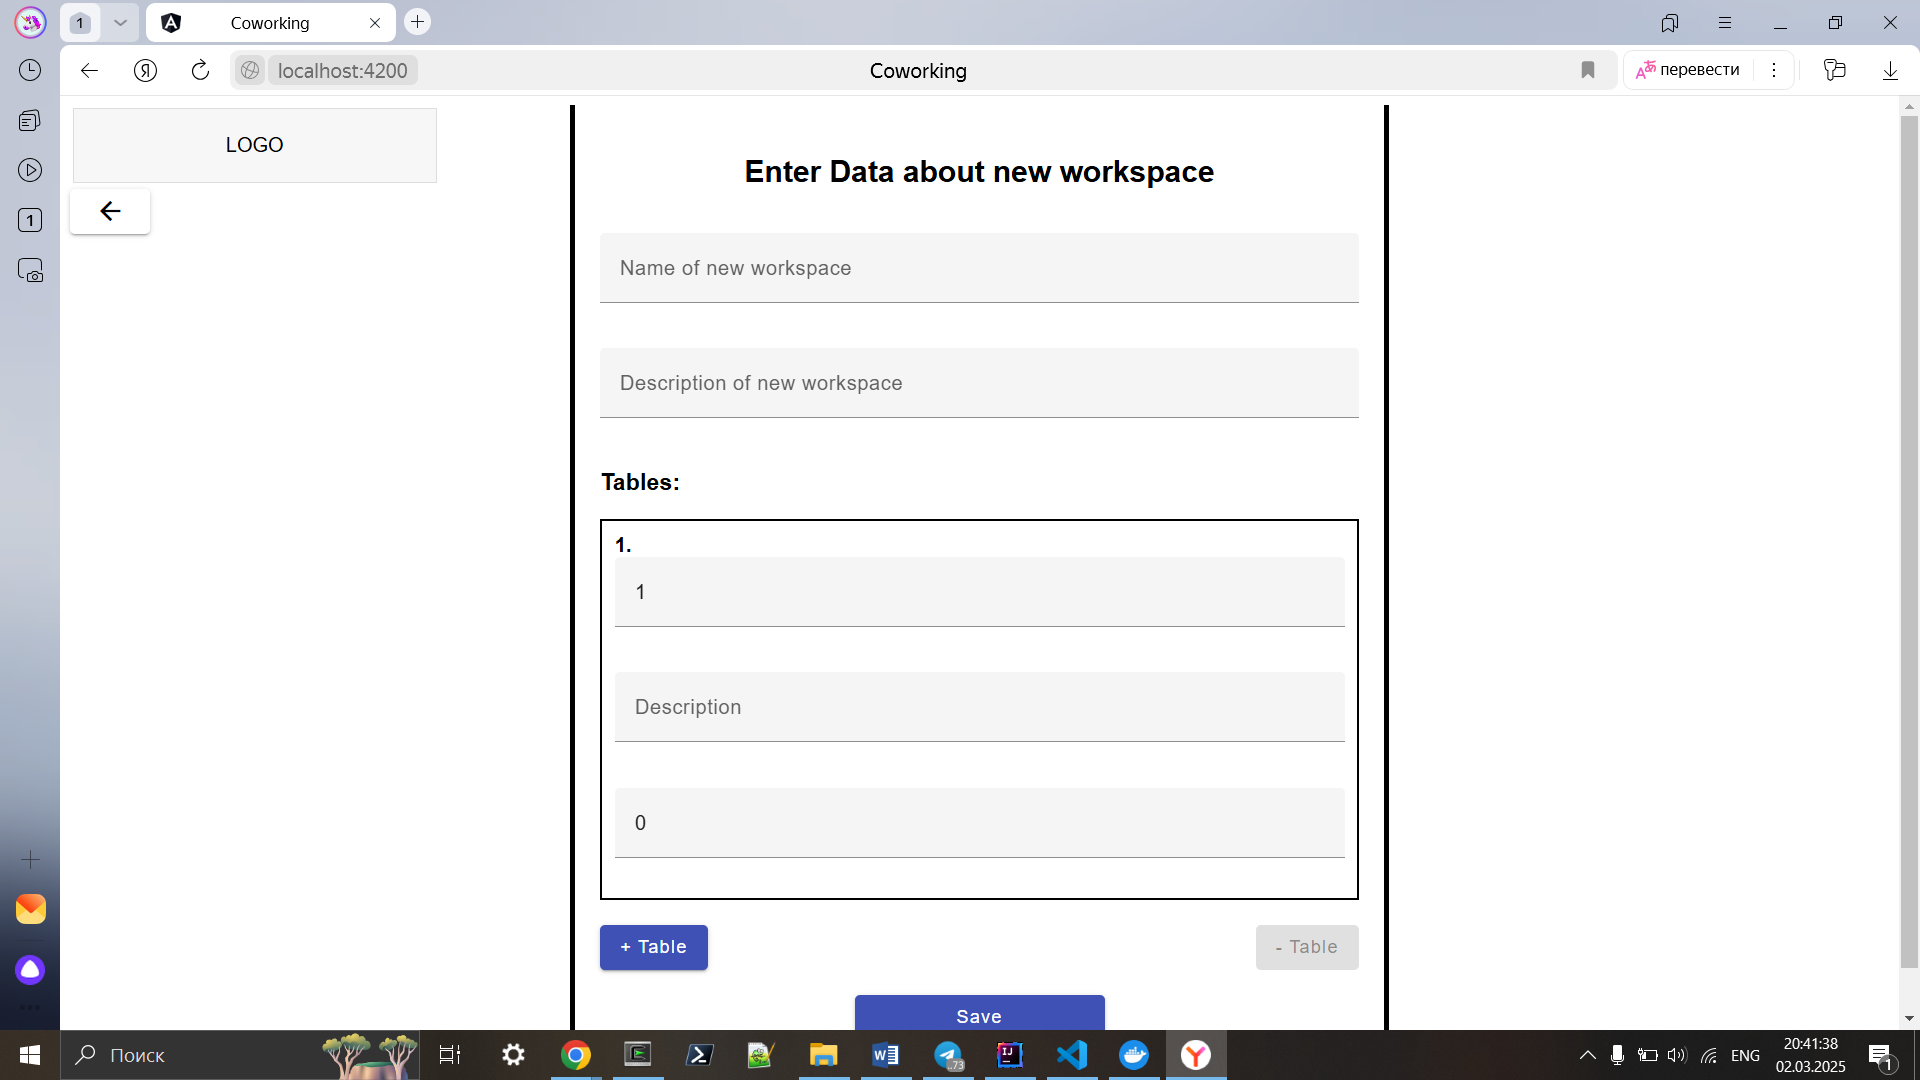 1
Coworking
localhost:4200
Coworking
перевести
1
LOGO
Enter Data about new workspace
Name of new workspace
Description of new workspace
Tables:
1.
1
Description
0
+ Table
- Table
Save
Поиск
73
ENG
20:41:38
02.03.2025
1